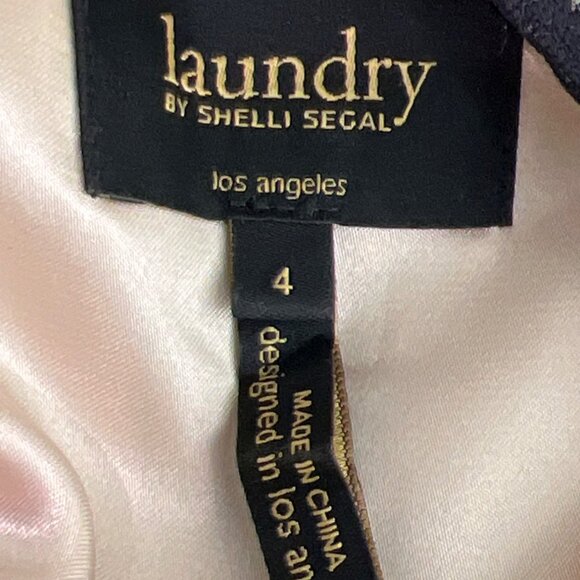 laundry
BY SHELLI SEGAL
los angeles
4
MADE IN CHINA
designed in los an